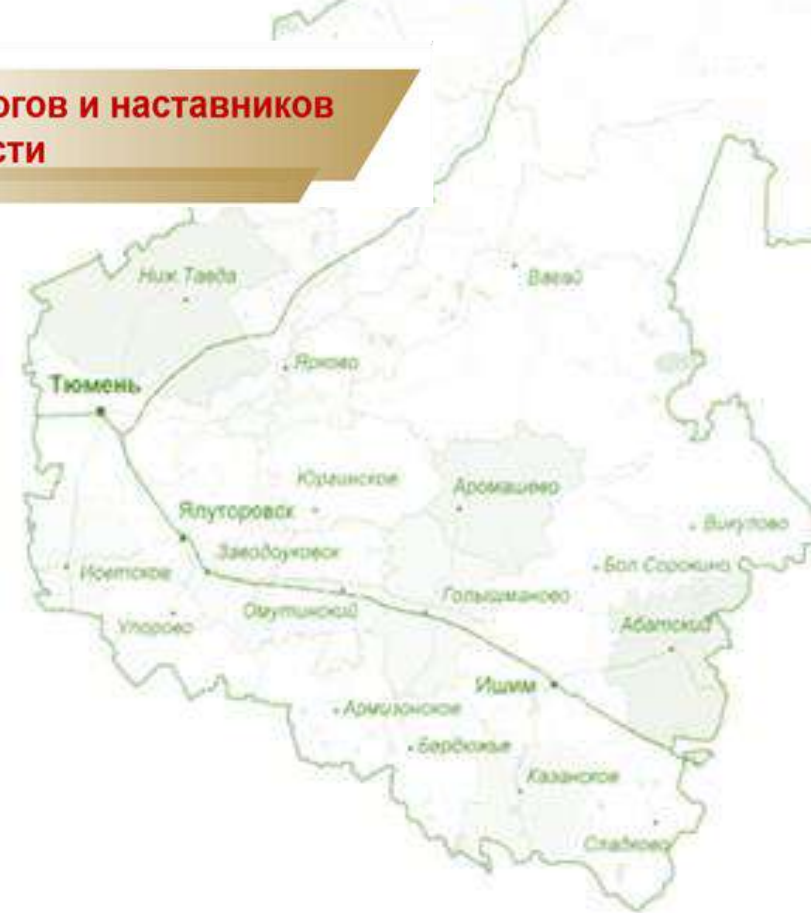 огов и наставников
сти
Ниж Тавда
Вагай
Ярково
Тюмень
Юргинское
Аромашево
Ялуторовск
Викулово
Заводоуковск
Бол Сорокино
Исетское
Голышманово
Омутинский
Упорово
Абатский
Ишим
Армизонское
Бердюжье
Казанское
Сладково